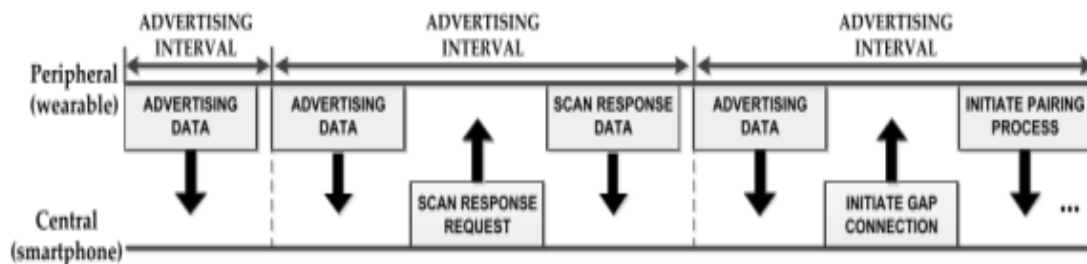 ADVERTISING
INTERVAL
ADVERTISING
INTERVAL
ADVERTISING
INTERVAL
Peripheral
(wearable)
ADVERTISING
DATA
ADVERTISING
DATA
SCAN RESPONSE
DATA
ADVERTISING
DATA
INITIATE PAIRING
PROCESS
Central
(smartphone)
SCAN RESPONSE
REQUEST
INITIATE GAP
CONNECTION
...